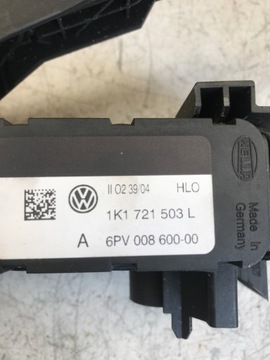 II 02 39 04 HLO
1K1 721 503 L
A 6PV 008 600-00
HELLA
Made In
Germany